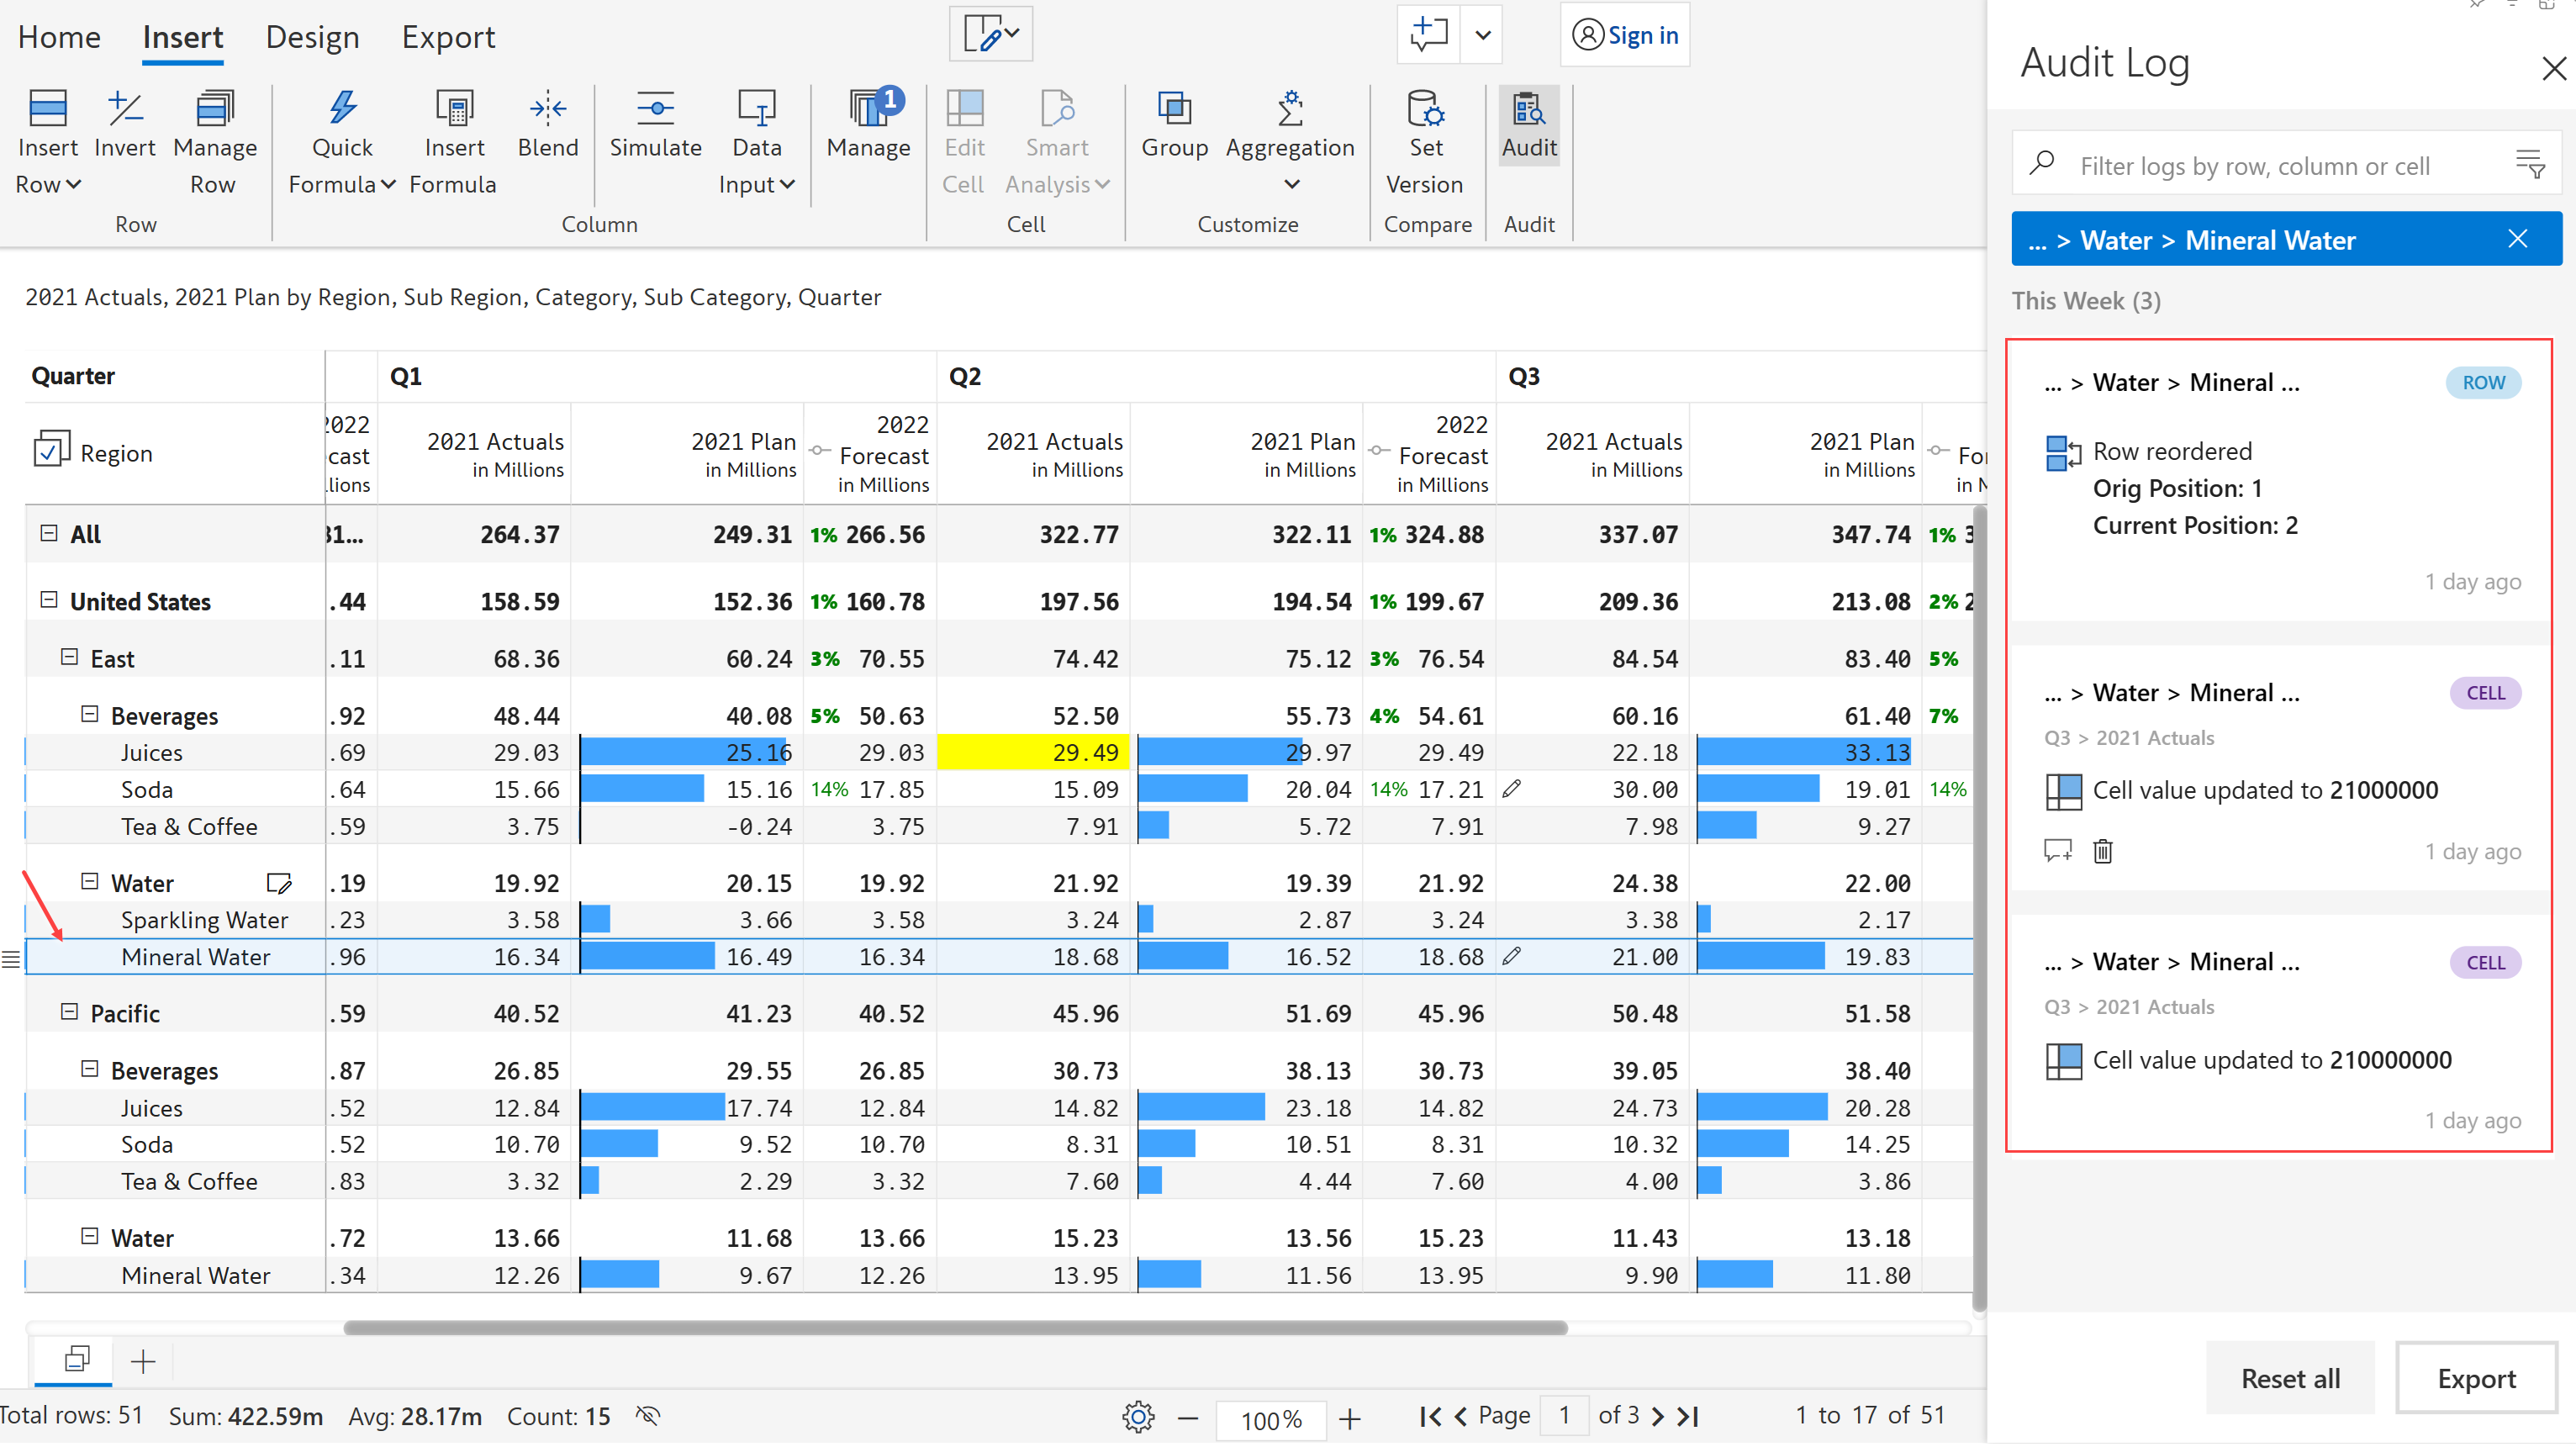 Home Insert Design Export Sign in
Insert Row Invert Manage Row Quick Formula Insert Formula Blend Simulate Data Input Manage 1 Edit Cell Smart Analysis Group Aggregation Set Version Audit
Row Column Cell Customize Compare Audit
2021 Actuals, 2021 Plan by Region, Sub Region, Category, Sub Category, Quarter
Quarter Q1 Q2 Q3
Region 2022 cast lions 2021 Actuals in Millions 2021 Plan in Millions 2022 Forecast in Millions 2021 Actuals in Millions 2021 Plan in Millions 2022 Forecast in Millions 2021 Actuals in Millions 2021 Plan in Millions
All 31... 264.37 249.31 1% 266.56 322.77 322.11 1% 324.88 337.07 347.74 1% 3
United States .44 158.59 152.36 1% 160.78 197.56 194.54 1% 199.67 209.36 213.08 2% 2
East .11 68.36 60.24 3% 70.55 74.42 75.12 3% 76.54 84.54 83.40 5%
Beverages .92 48.44 40.08 5% 50.63 52.50 55.73 4% 54.61 60.16 61.40 7%
Juices .69 29.03 25.16 29.03 29.49 29.97 29.49 22.18 33.13
Soda .64 15.66 15.16 14% 17.85 15.09 20.04 14% 17.21 30.00 19.01 14%
Tea & Coffee .59 3.75 -0.24 3.75 7.91 5.72 7.91 7.98 9.27
Water .19 19.92 20.15 19.92 21.92 19.39 21.92 24.38 22.00
Sparkling Water .23 3.58 3.66 3.58 3.24 2.87 3.24 3.38 2.17
Mineral Water .96 16.34 16.49 16.34 18.68 16.52 18.68 21.00 19.83
Pacific .59 40.52 41.23 40.52 45.96 51.69 45.96 50.48 51.58
Beverages .87 26.85 29.55 26.85 30.73 38.13 30.73 39.05 38.40
Juices .52 12.84 17.74 12.84 14.82 23.18 14.82 24.73 20.28
Soda .52 10.70 9.52 10.70 8.31 10.51 8.31 10.32 14.25
Tea & Coffee .83 3.32 2.29 3.32 7.60 4.44 7.60 4.00 3.86
Water .72 13.66 11.68 13.66 15.23 13.56 15.23 11.43 13.18
Mineral Water .34 12.26 9.67 12.26 13.95 11.56 13.95 9.90 11.80
Total rows: 51 Sum: 422.59m Avg: 28.17m Count: 15 100% Page 1 of 3 1 to 17 of 51
Audit Log
Filter logs by row, column or cell
... > Water > Mineral Water
This Week (3)
... > Water > Mineral ... ROW
Row reordered
Orig Position: 1
Current Position: 2
1 day ago
... > Water > Mineral ... CELL
Q3 > 2021 Actuals
Cell value updated to 21000000
1 day ago
... > Water > Mineral ... CELL
Q3 > 2021 Actuals
Cell value updated to 210000000
1 day ago
Reset all Export